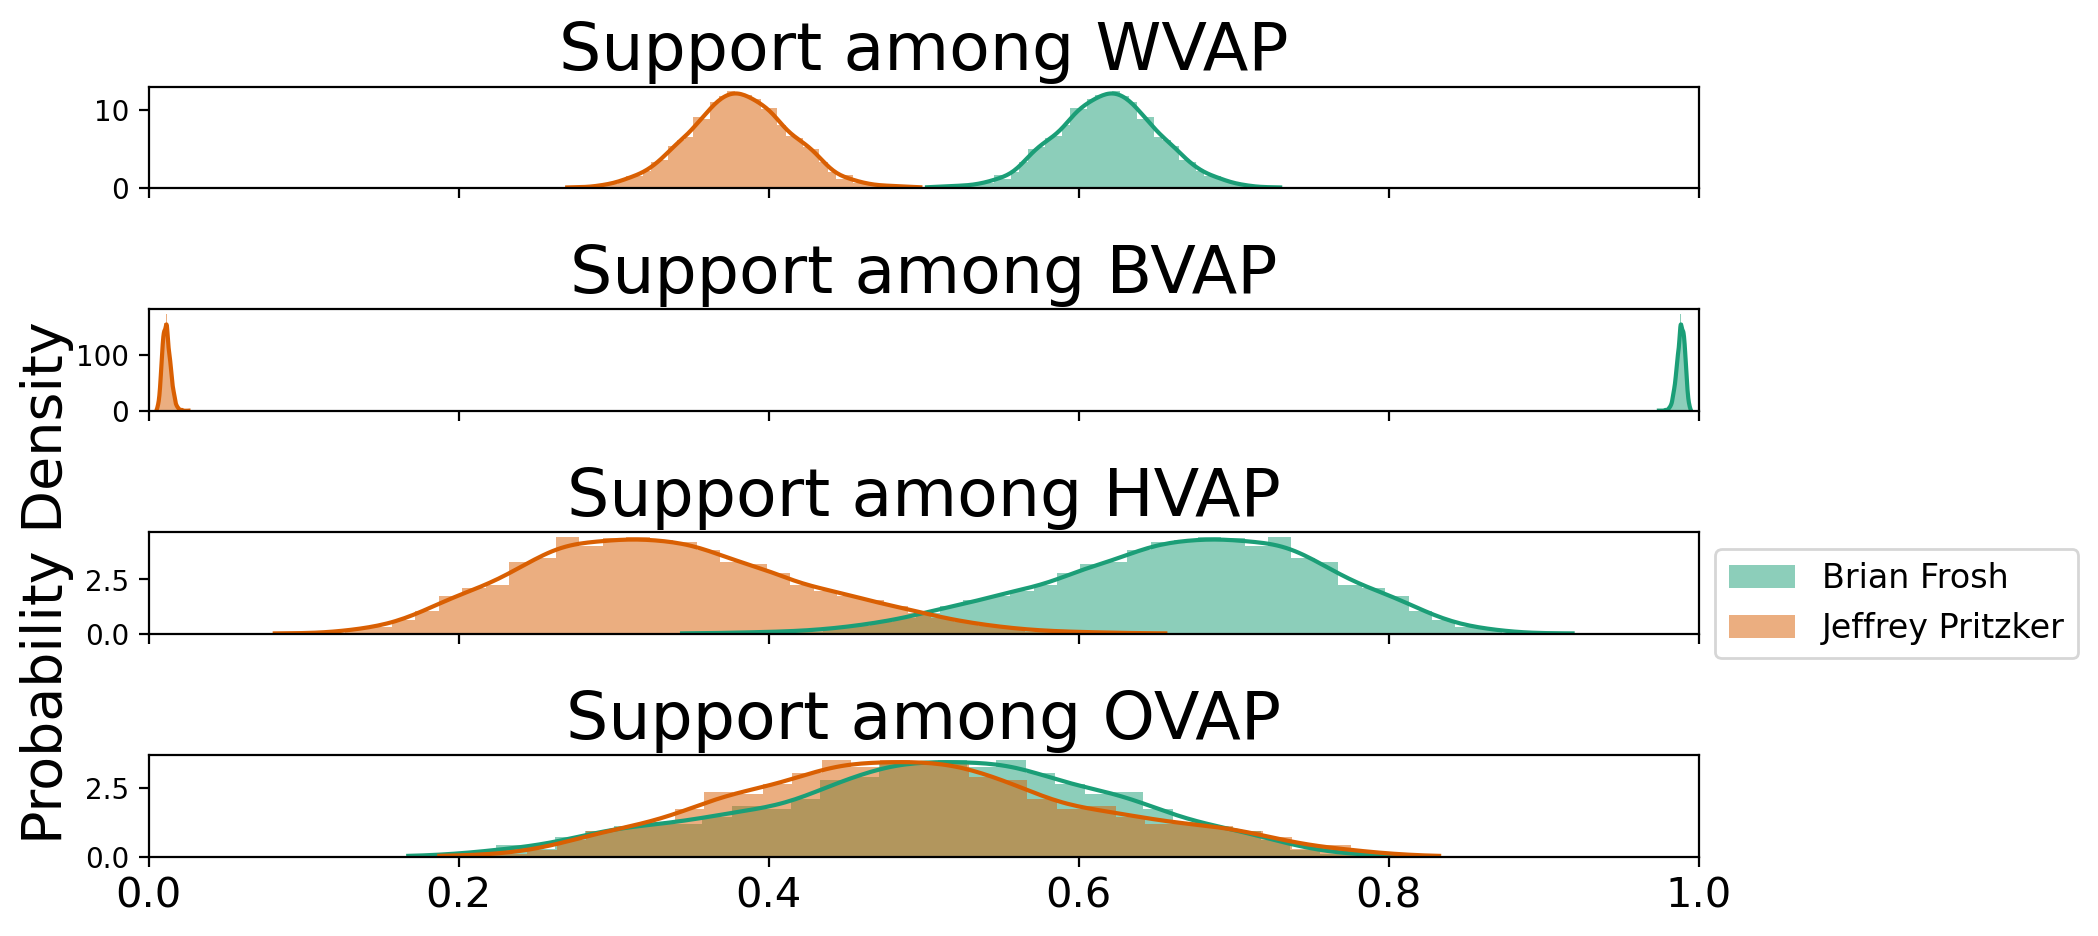 Support among WVAP
10
0
Support among BVAP
100
0
Support among HVAP
2.5
0.0
Support among OVAP
2.5
0.0
0.0 0.2 0.4 0.6 0.8 1.0
Probability Density
Brian Frosh
Jeffrey Pritzker